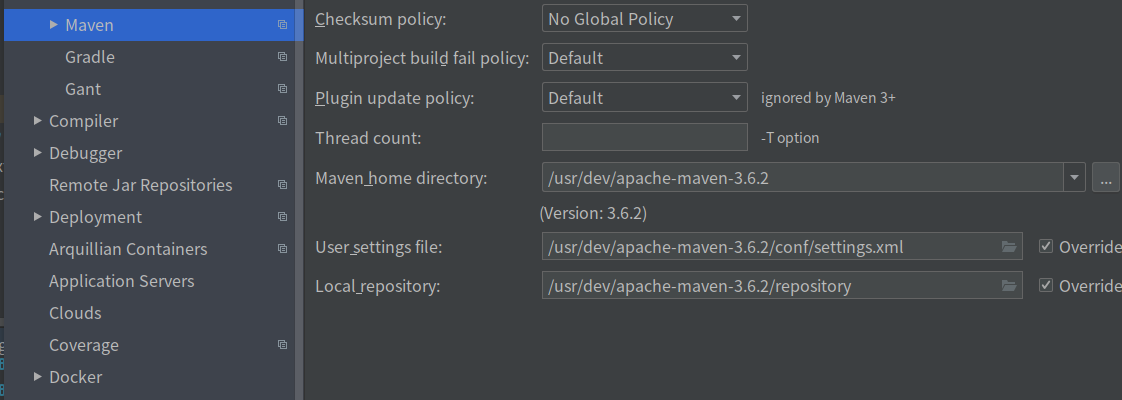 Maven
Gradle
Gant
Compiler
Debugger
Remote Jar Repositories
Deployment
Arquillian Containers
Application Servers
Clouds
Coverage
Docker
Checksum policy: No Global Policy
Multiproject build fail policy: Default
Plugin update policy: Default ignored by Maven 3+
Thread count: -T option
Maven home directory: /usr/dev/apache-maven-3.6.2 ...
(Version: 3.6.2)
User settings file: /usr/dev/apache-maven-3.6.2/conf/settings.xml Override
Local repository: /usr/dev/apache-maven-3.6.2/repository Override